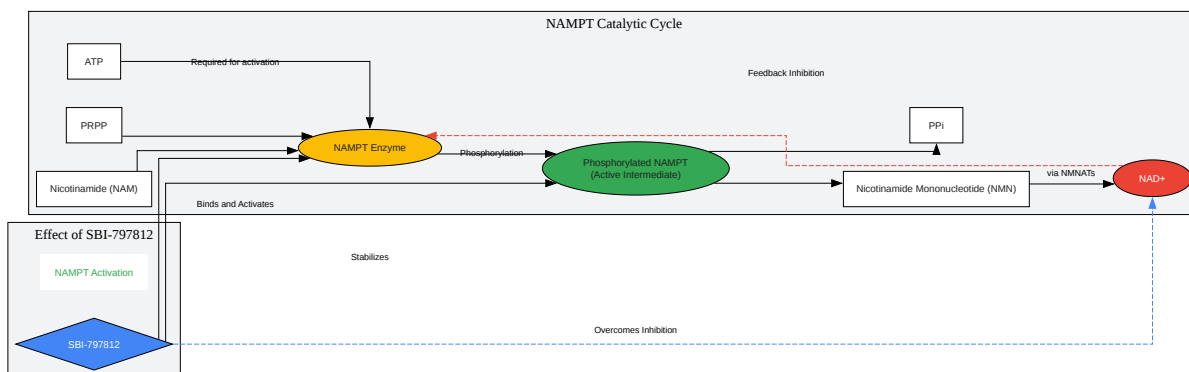 NAMPT Catalytic Cycle
ATP
Required for activation
Feedback Inhibition
PRPP
PPi
NAMPT Enzyme
Phosphorylation
Phosphorylated NAMPT
(Active Intermediate)
via NMNATs
NAD+
Nicotinamide (NAM)
Nicotinamide Mononucleotide (NMN)
Binds and Activates
Effect of SBI-797812
Stabilizes
NAMPT Activation
Overcomes Inhibition
SBI-797812